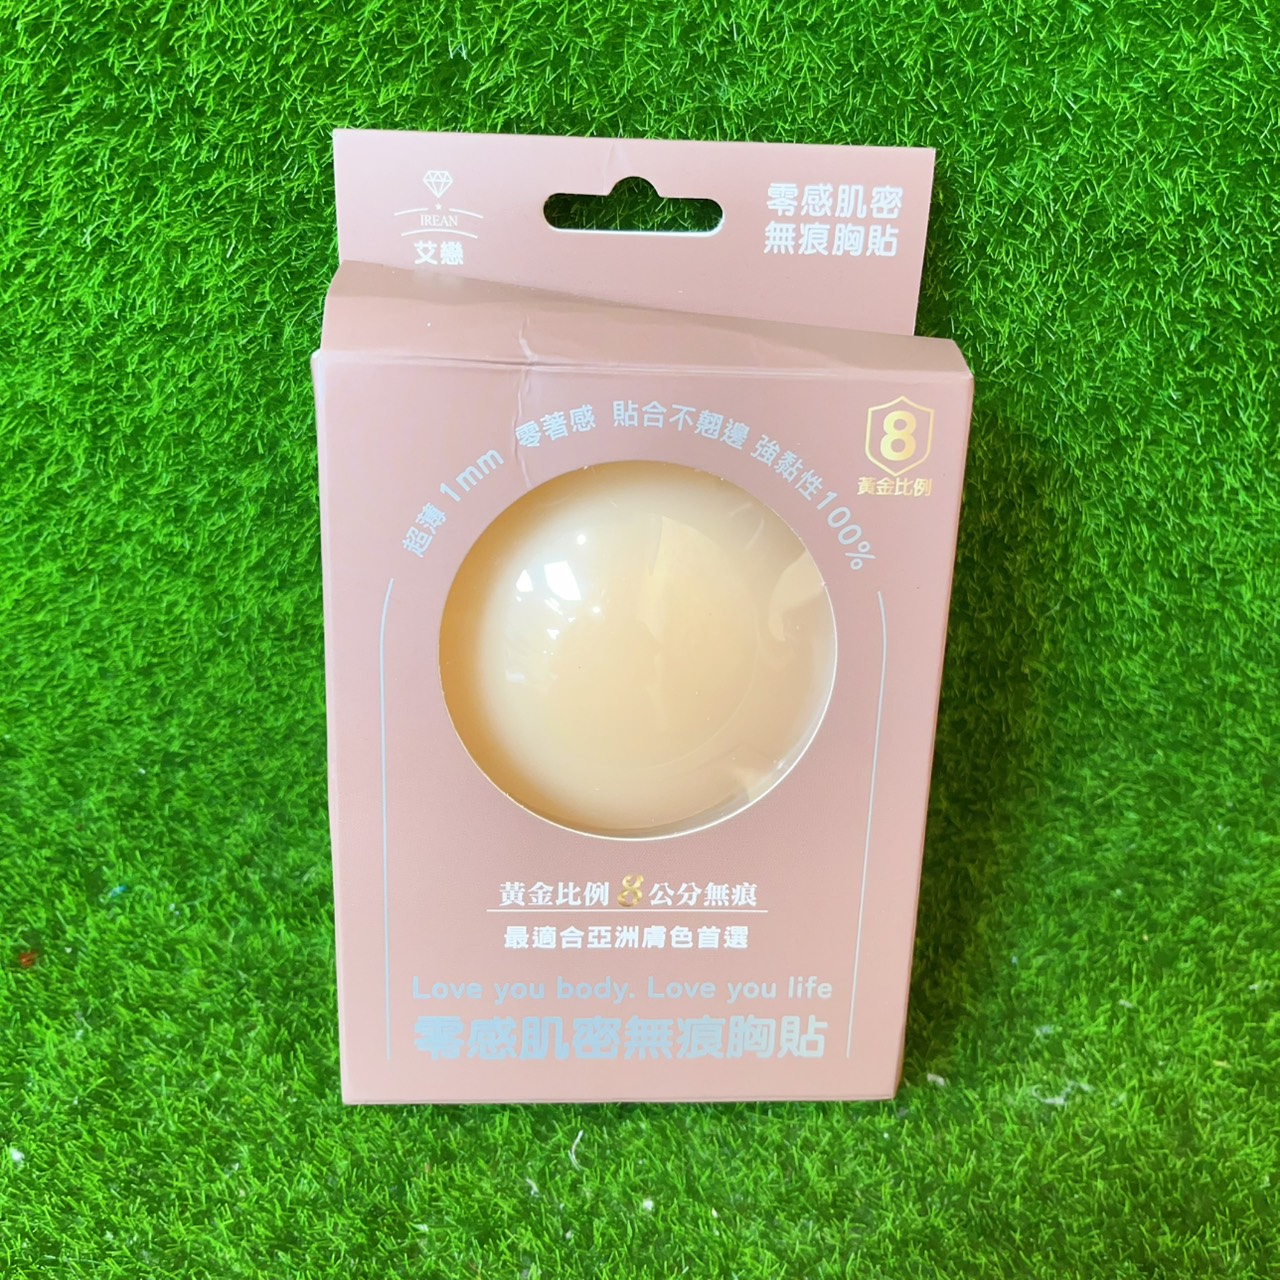 IREAN
艾戀
零感肌密
無痕胸貼
超薄1mm 零著感 貼合不翹邊 強黏性100%
8
黃金比例
黃金比例8公分無痕
最適合亞洲膚色首選
Love you body. Love you life
零感肌密無痕胸貼